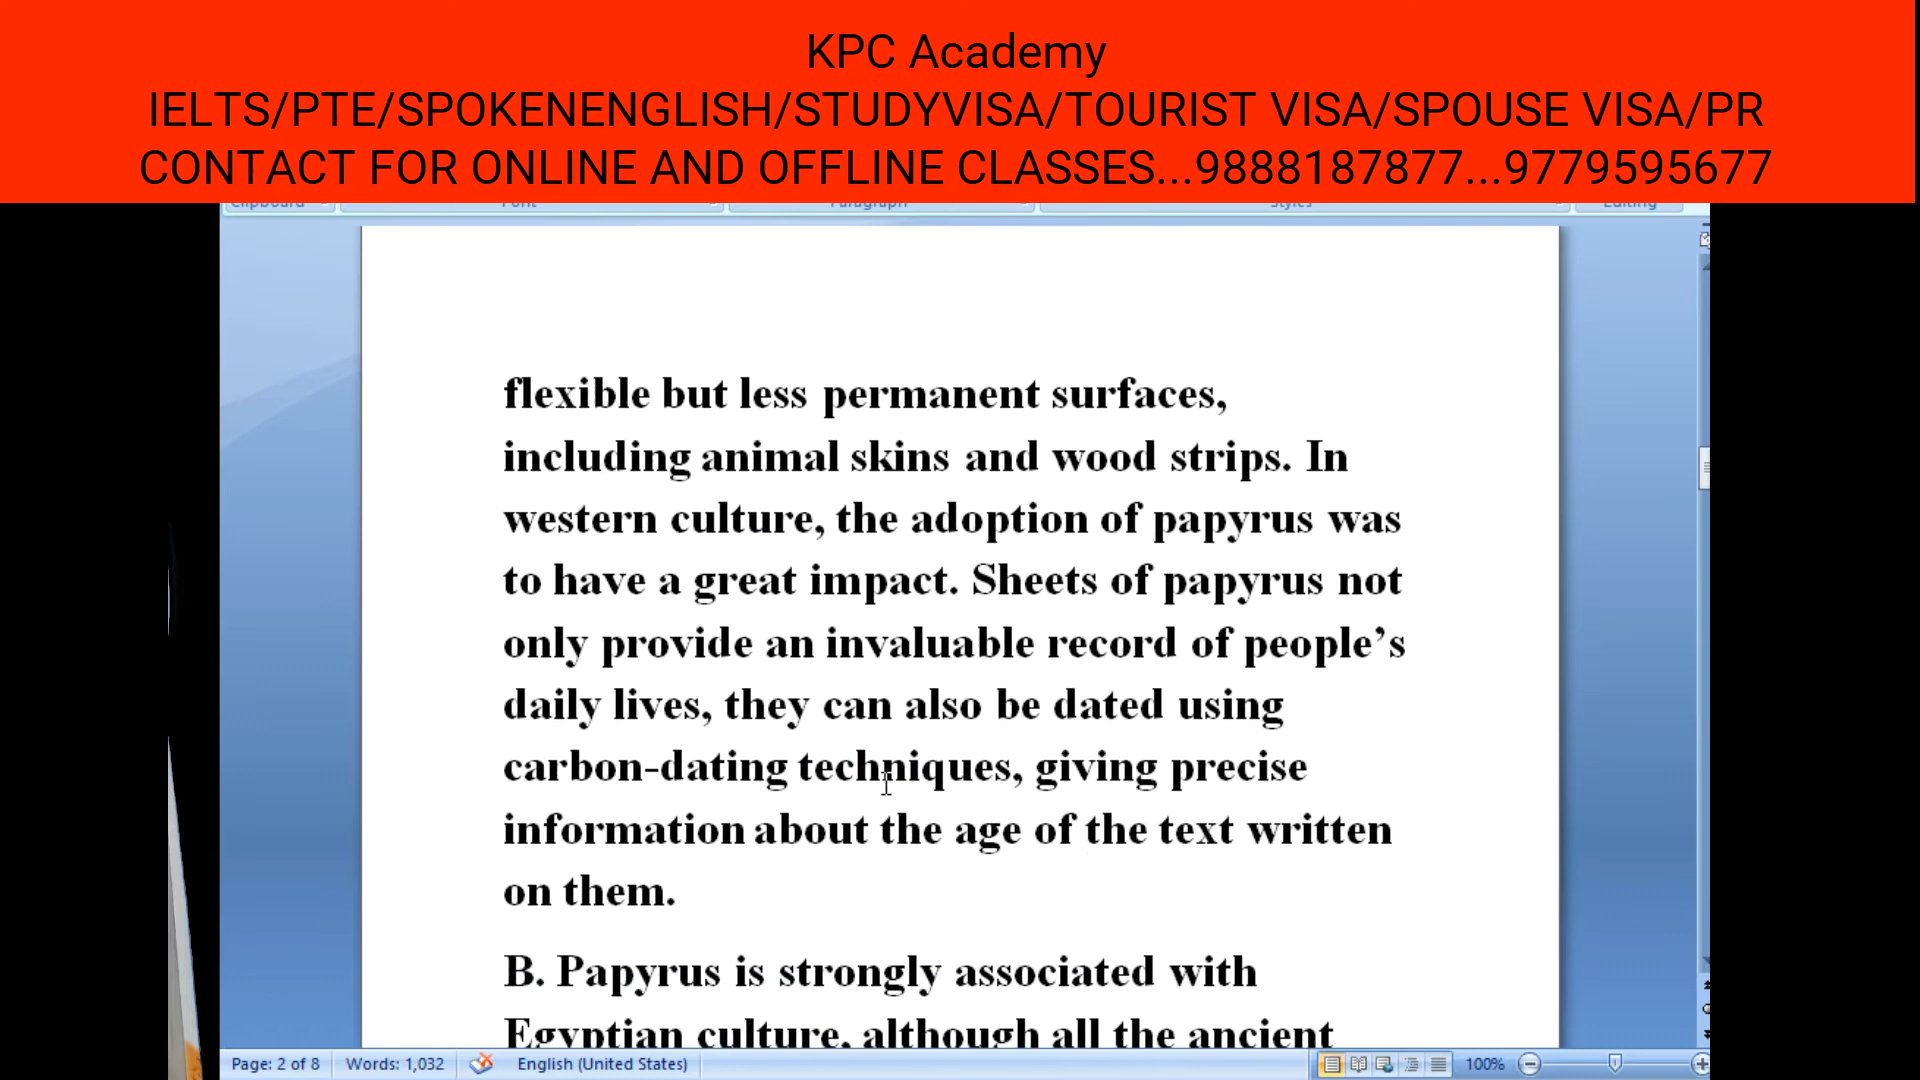 KPC Academy
IELTS/PTE/SPOKENENGLISH/STUDYVISA/TOURIST VISA/SPOUSE VISA/PR
CONTACT FOR ONLINE AND OFFLINE CLASSES...9888187877...9779595677
Clipboard Font Paragraph Styles Editing
flexible but less permanent surfaces,
including animal skins and wood strips. In
western culture, the adoption of papyrus was
to have a great impact. Sheets of papyrus not
only provide an invaluable record of people’s
daily lives, they can also be dated using
carbon-dating techniques, giving precise
information about the age of the text written
on them.
B. Papyrus is strongly associated with
Egyptian culture, although all the ancient
Page: 2 of 8 Words: 1,032 English (United States) 100%